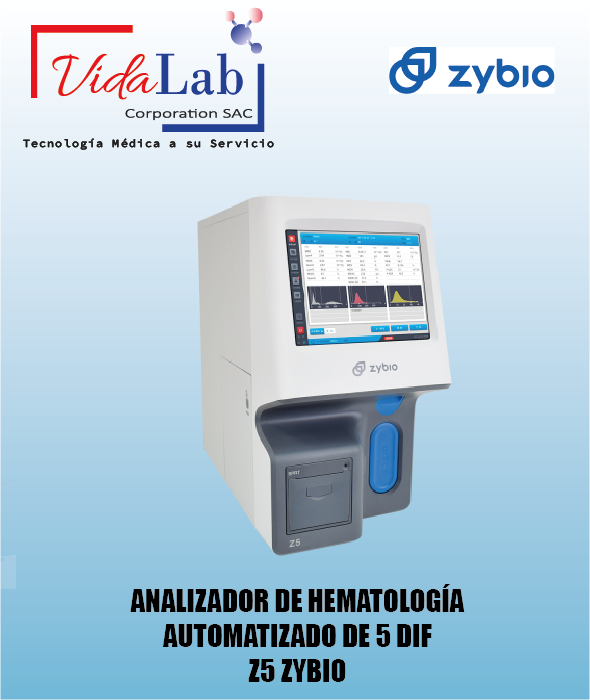 VidaLab
zybio
Corporation SAC
Tecnología Médica a su Servicio
zybio
Z5
ANALIZADOR DE HEMATOLOGÍA
AUTOMATIZADO DE 5 DIF
Z5 ZYBIO